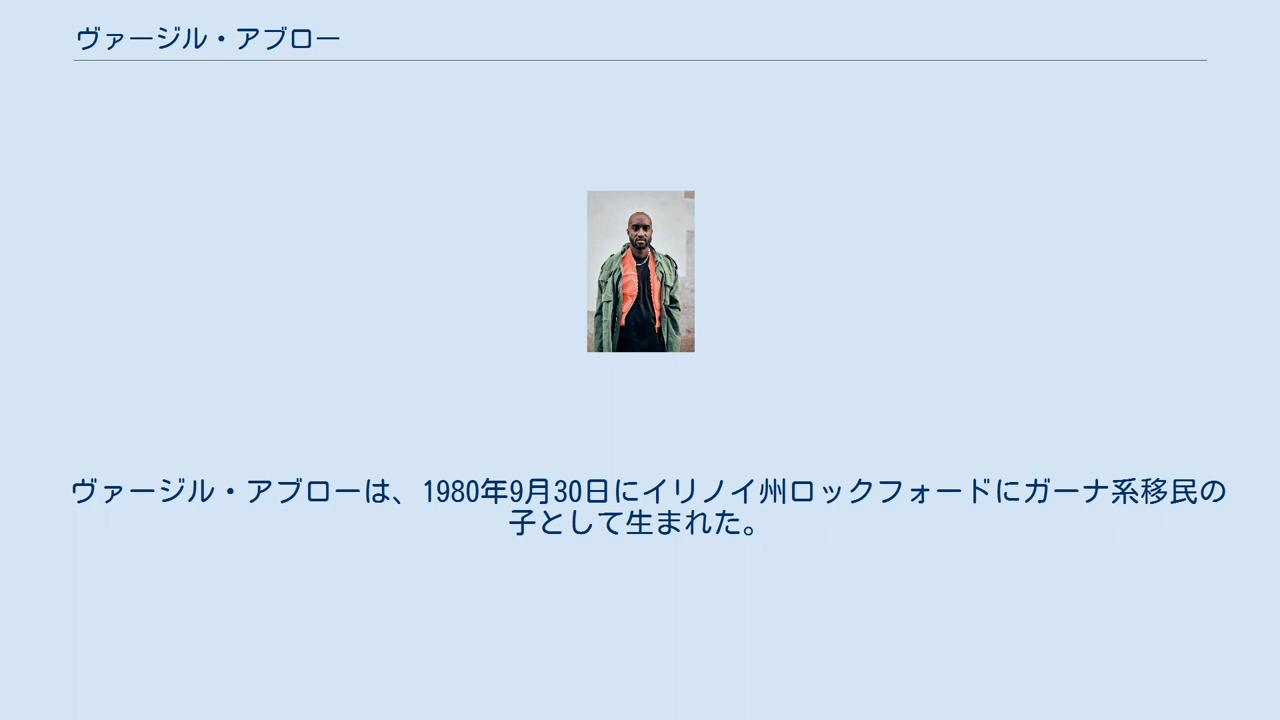 ヴァージル・アブロー
ヴァージル・アブローは、1980年9月30日にイリノイ州ロックフォードにガーナ系移民の
子として生まれた。